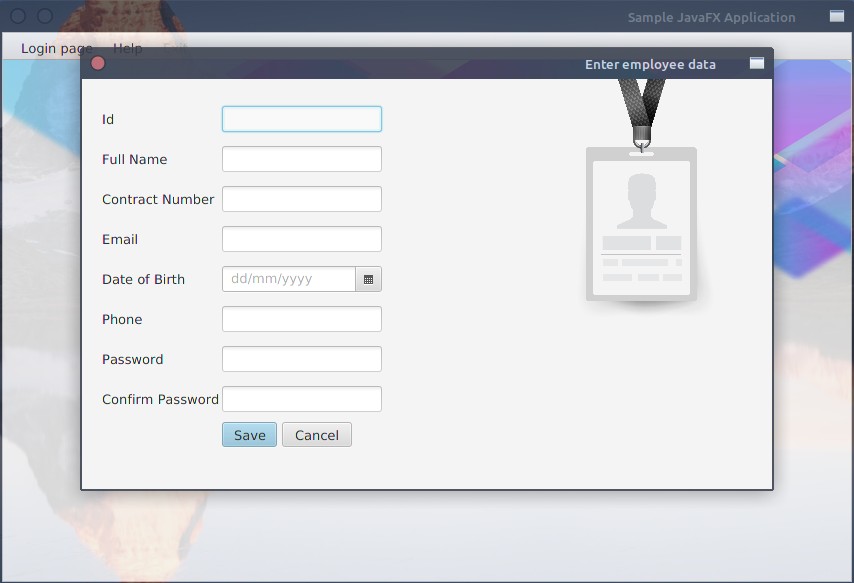 Sample JavaFX Application
Login page Help Exit
Enter employee data
Id
Full Name
Contract Number
Email
Date of Birth dd/mm/yyyy
Phone
Password
Confirm Password
Save Cancel